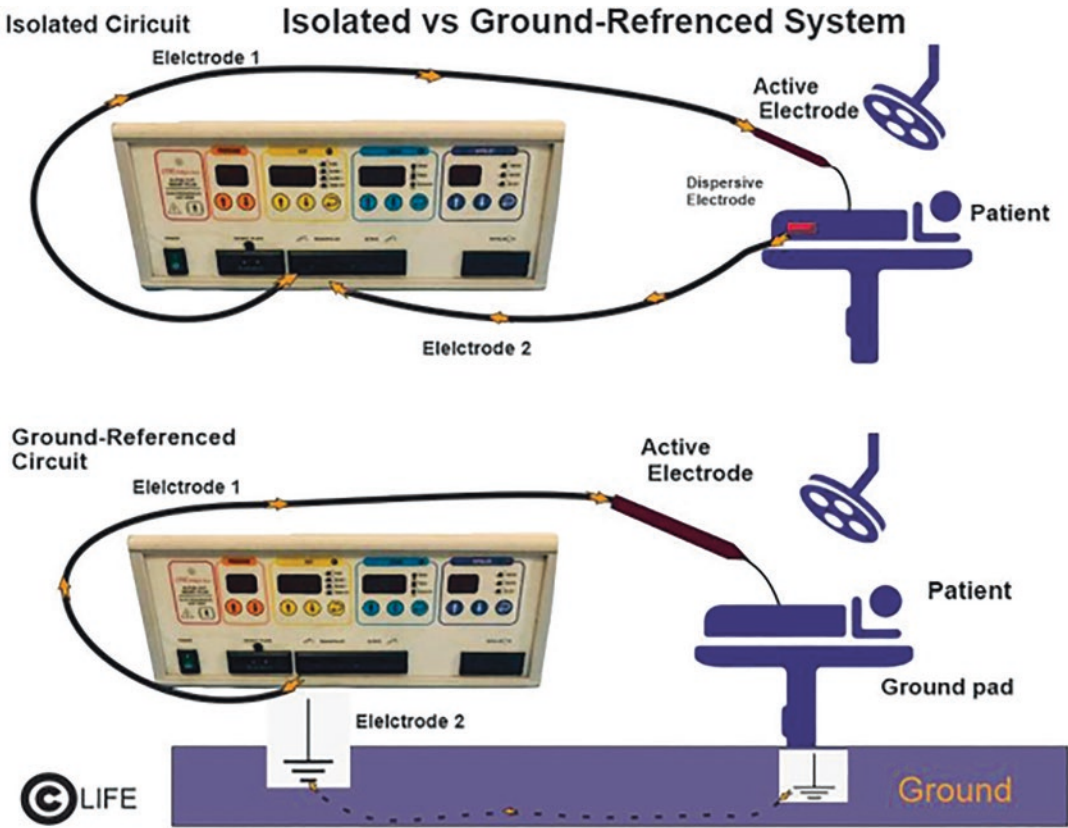 Isolated Ciricuit
Isolated vs Ground-Refrenced System
Elelctrode 1
Active
Electrode
Dispersive
Electrode
Patient
Elelctrode 2
Ground-Referenced
Circuit
Elelctrode 1
Active
Electrode
Patient
Ground pad
Elelctrode 2
Ground
© LIFE